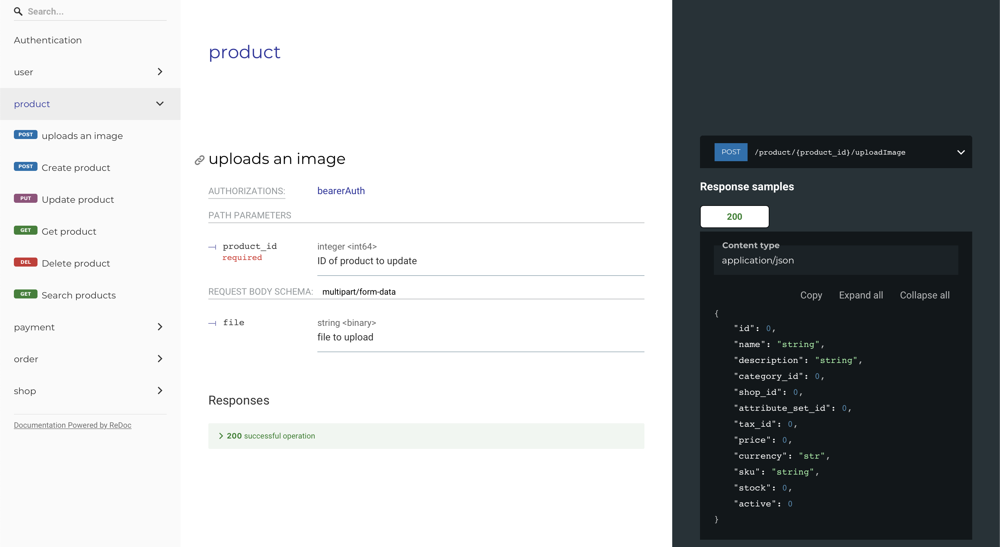 Search...
Authentication
user
product
POST uploads an image
POST Create product
PUT Update product
GET Get product
DEL Delete product
GET Search products
payment
order
shop
Documentation Powered by ReDoc
product
uploads an image
AUTHORIZATIONS: bearerAuth
PATH PARAMETERS
product_id integer <int64>
required
ID of product to update
REQUEST BODY SCHEMA: multipart/form-data
file string <binary>
file to upload
Responses
200 successful operation
POST /product/{product_id}/uploadImage
Response samples
200
Content type
application/json
Copy Expand all Collapse all
{
"id": 0,
"name": "string",
"description": "string",
"category_id": 0,
"shop_id": 0,
"attribute_set_id": 0,
"tax_id": 0,
"price": 0,
"currency": "str",
"sku": "string",
"stock": 0,
"active": 0
}